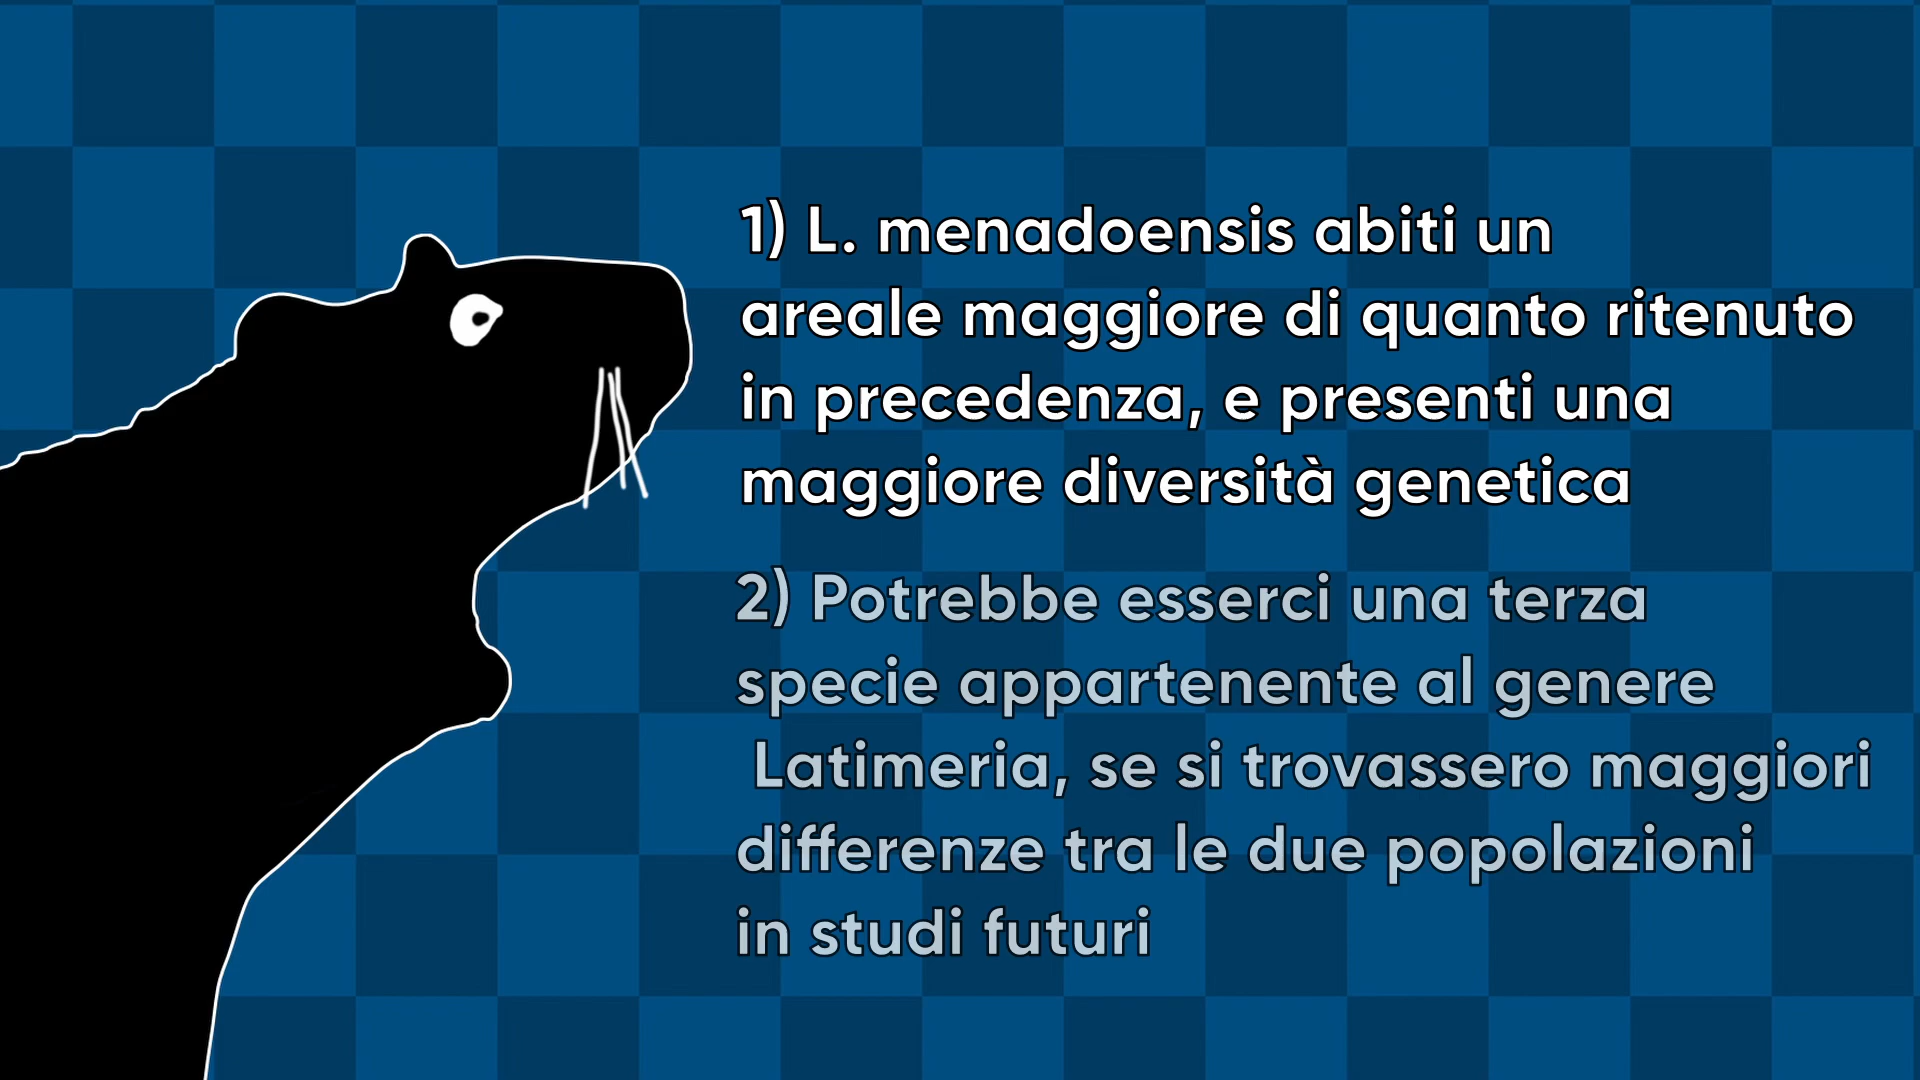 1) L. menadoensis abiti un
areale maggiore di quanto ritenuto
in precedenza, e presenti una
maggiore diversità genetica
2) Potrebbe esserci una terza
specie appartenente al genere
Latimeria, se si trovassero maggiori
differenze tra le due popolazioni
in studi futuri